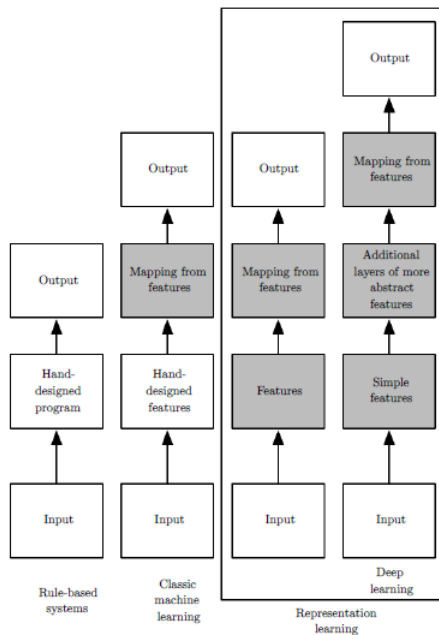 Output
Output
Mapping from
features
Output
Output
Mapping from
features
Mapping from
features
Additional
layers of more
abstract
features
Hand-
designed
program
Hand-
designed
features
Features
Simple
features
Input
Input
Input
Input
Rule-based
systems
Classic
machine
learning
Deep
learning
Representation
learning